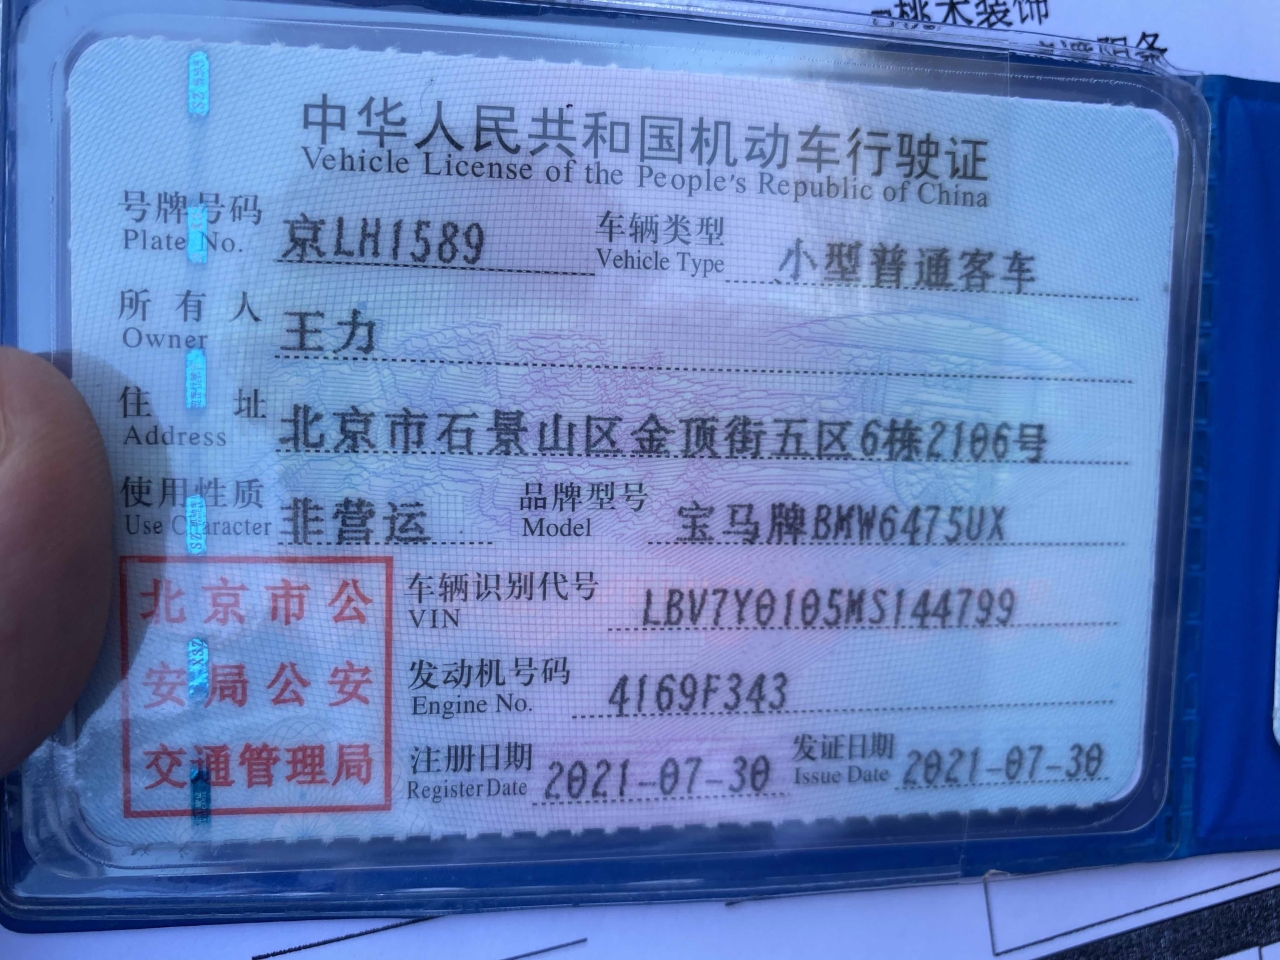 桃木装饰
中华人民共和国机动车行驶证
Vehicle License of the People's Republic of China
号牌号码 京LH1589 车辆类型 小型普通客车
Plate No. Vehicle Type
所有人 王力
Owner
住址 北京市石景山区金顶街五区6栋2106号
Address
使用性质 非营运 品牌型号 宝马牌BMW6475UX
Use Character Model
北京市公
安局公安
交通管理局
车辆识别代号 LBV7Y0105MS144799
VIN
发动机号码 4169F343
Engine No.
注册日期 2021-07-30 发证日期 2021-07-30
Register Date Issue Date